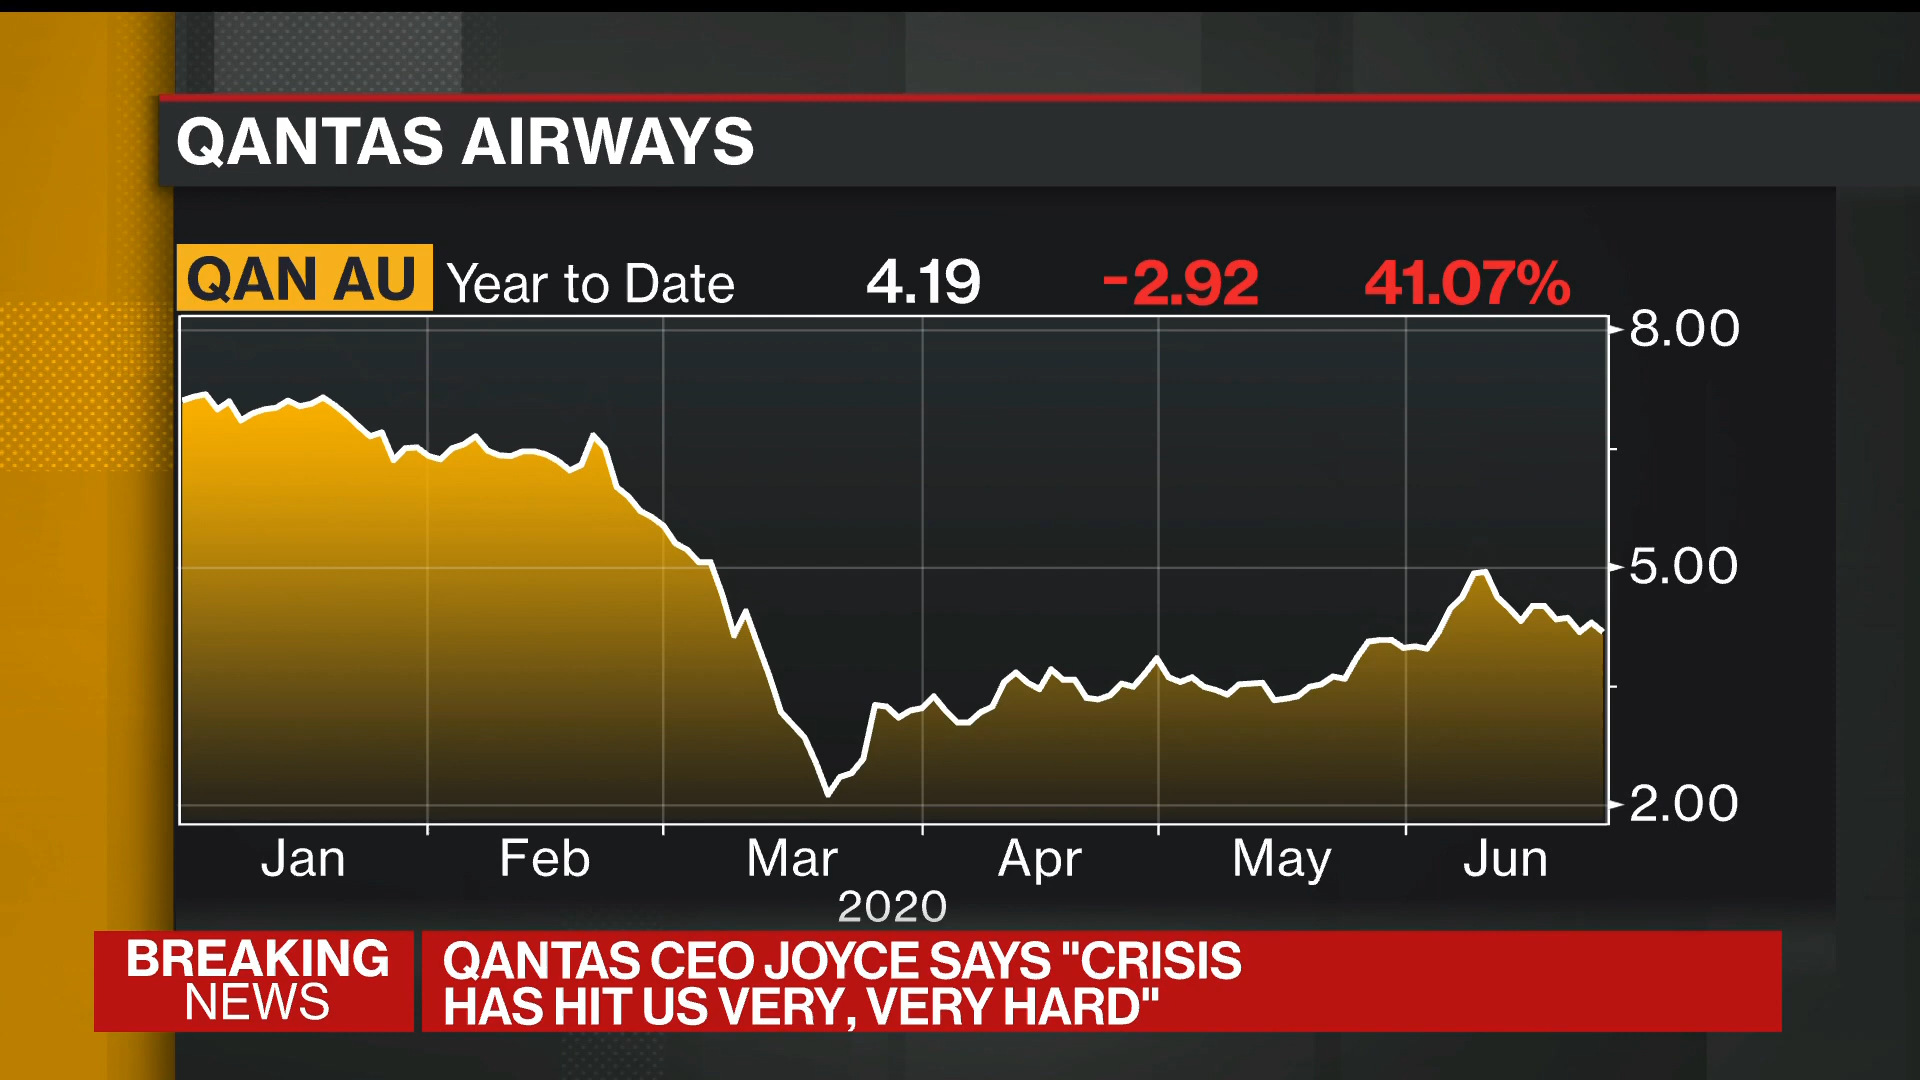 QANTAS AIRWAYS
QAN AU Year to Date 4.19 -2.92 41.07%
8.00
5.00
2.00
Jan Feb Mar Apr May Jun
2020
BREAKING
NEWS
QANTAS CEO JOYCE SAYS "CRISIS
HAS HIT US VERY, VERY HARD"